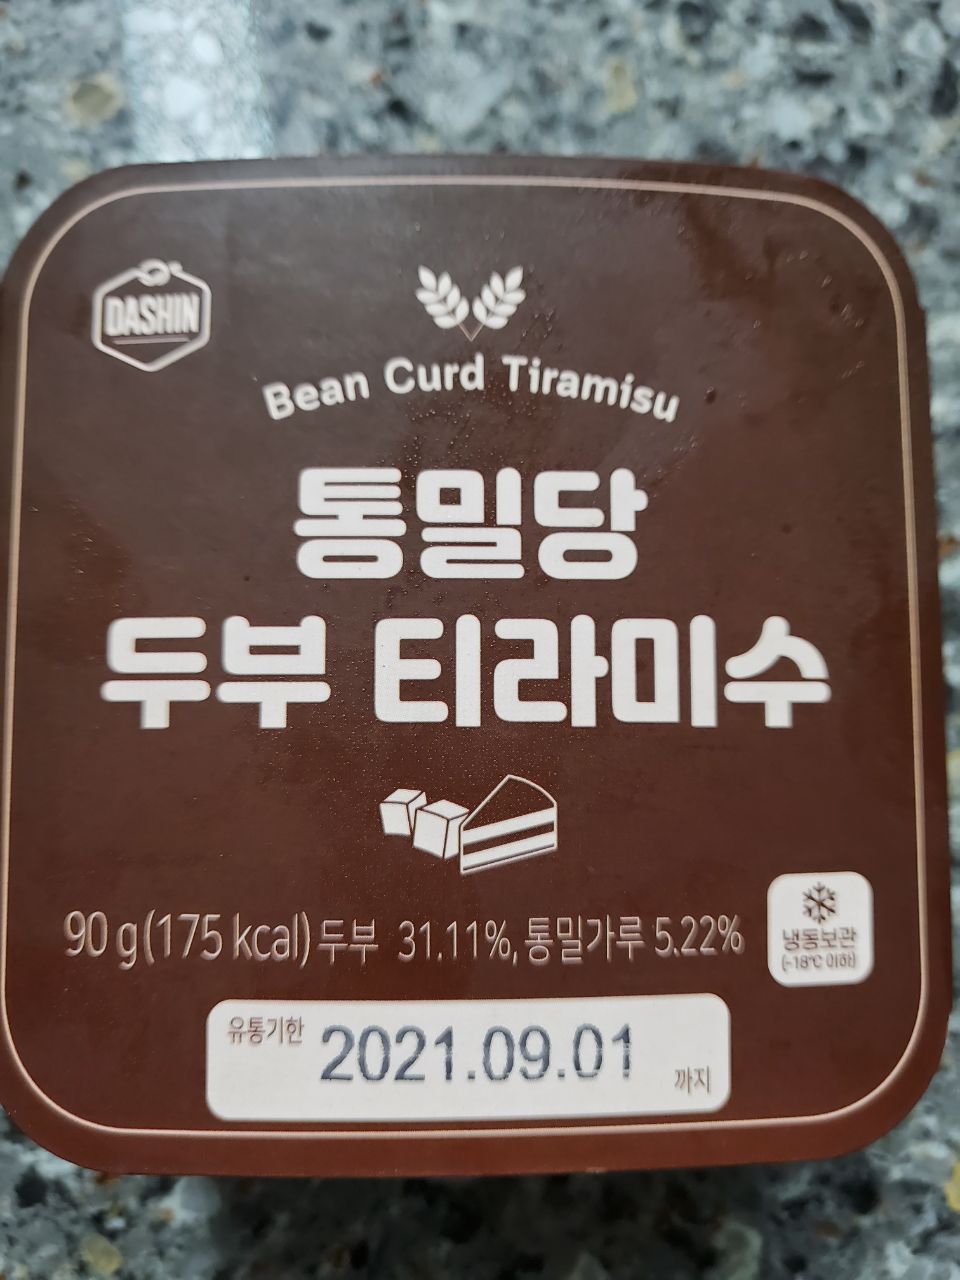 DASHIN
Bean Curd Tiramisu
통밀당
두부 티라미수
90 g(175 kcal) 두부 31.11%, 통밀가루 5.22%
냉동보관
(-18℃ 이하)
유통기한 2021.09.01 까지